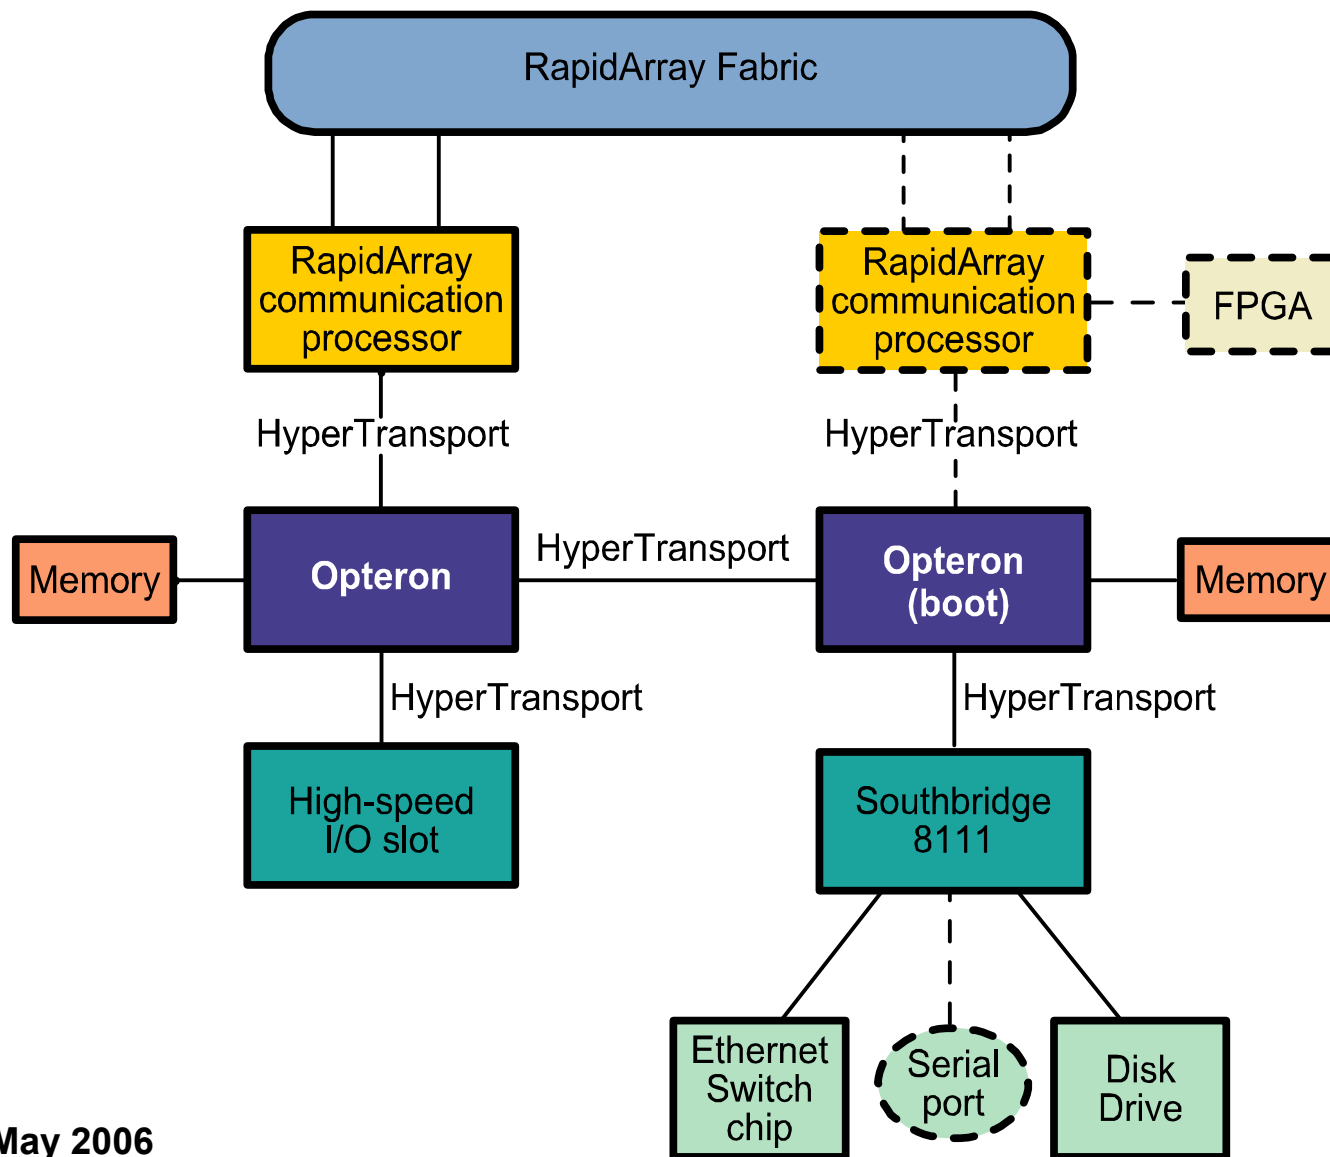 RapidArray Fabric
RapidArray
communication
processor
RapidArray
communication
processor
FPGA
HyperTransport
HyperTransport
Memory
Opteron
HyperTransport
Opteron
(boot)
Memory
HyperTransport
HyperTransport
High-speed
I/O slot
Southbridge
8111
Ethernet
Switch
chip
Serial
port
Disk
Drive
May 2006